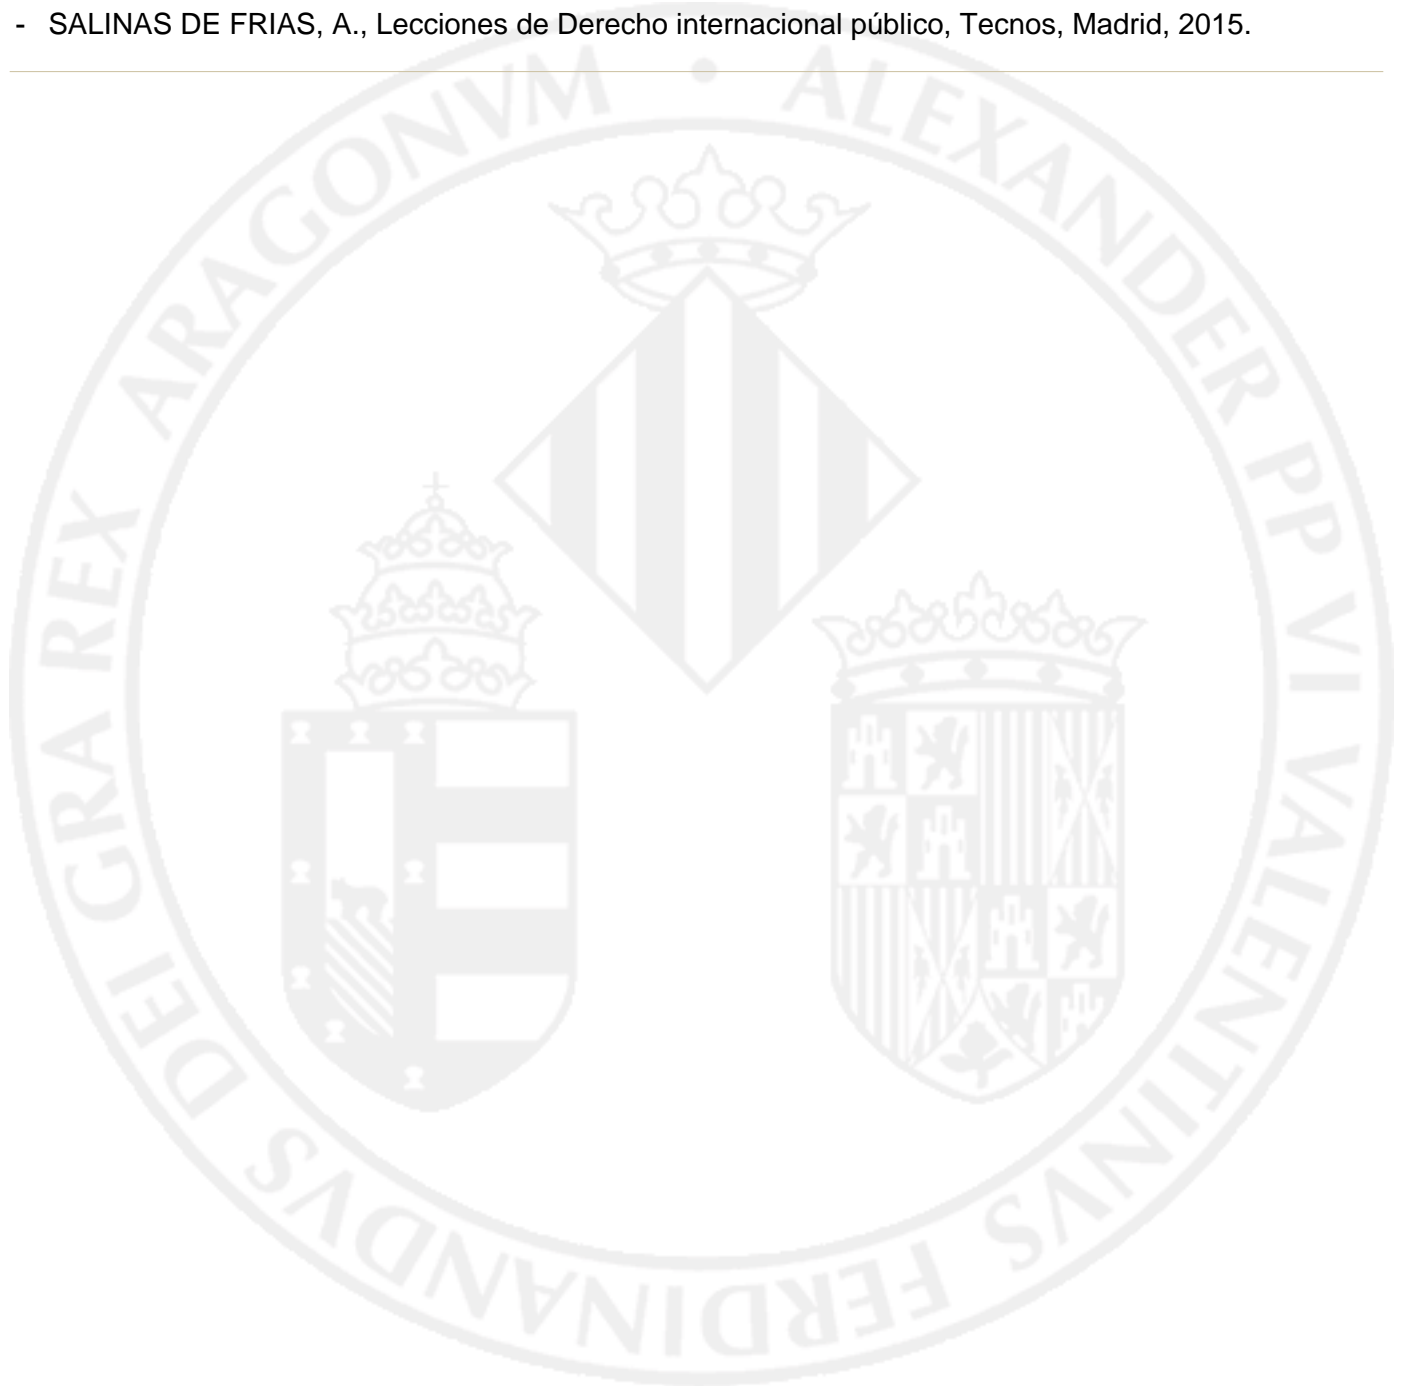 - SALINAS DE FRIAS, A., Lecciones de Derecho internacional público, Tecnos, Madrid, 2015.
ALEXANDER PP VI VALENTINVS FERDINANDVS DEI GRA REX ARAGONVM